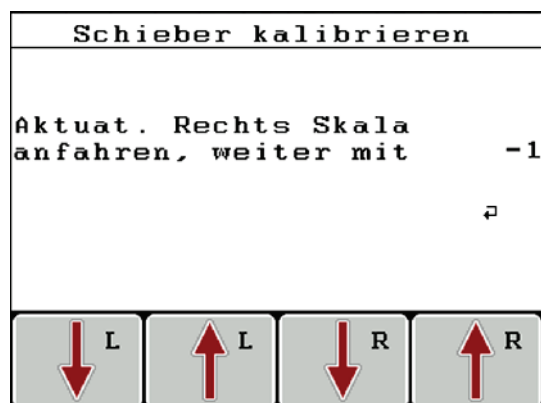 Schieber kalibrieren
Aktuat. Rechts Skala
anfahren, weiter mit -1
L L R R